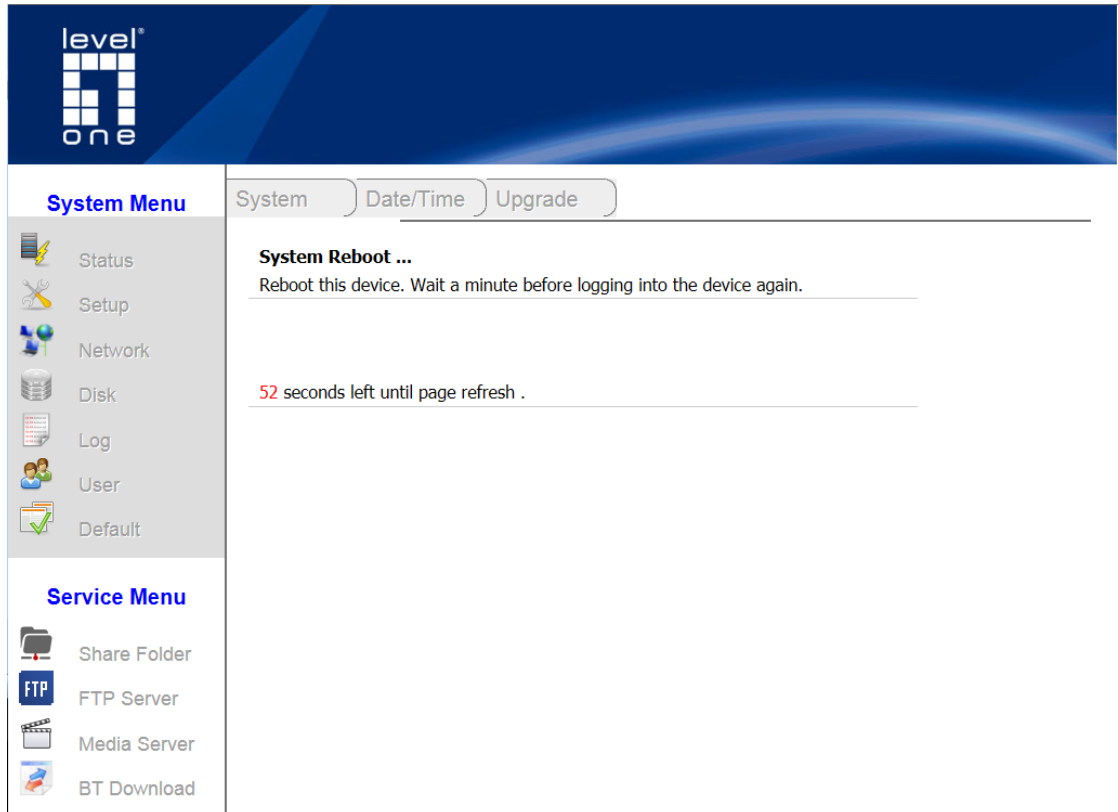 level®
one
System Menu
Status
Setup
Network
Disk
Log
User
Default
Service Menu
Share Folder
FTP
FTP Server
Media Server
BT Download
System
Date/Time
Upgrade
System Reboot ...
Reboot this device. Wait a minute before logging into the device again.
52 seconds left until page refresh .